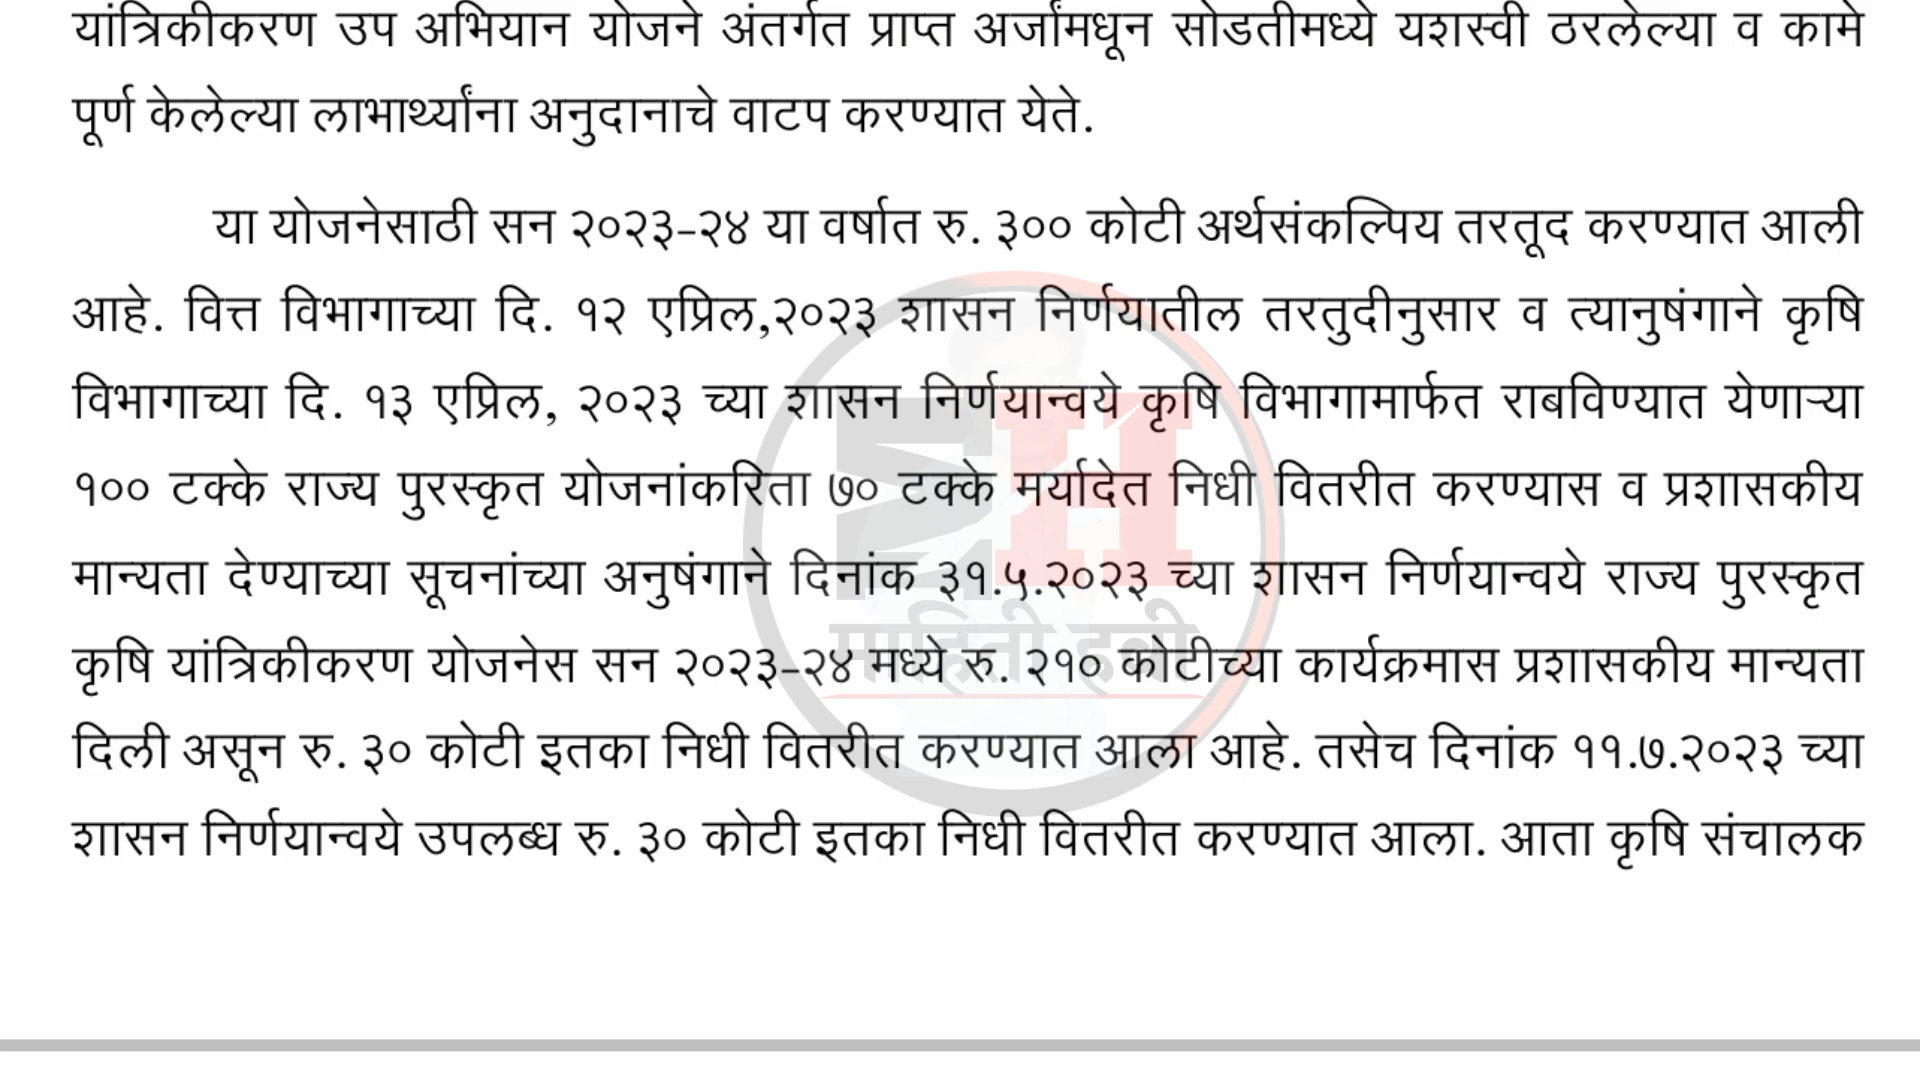 यांत्रिकीकरण उप अभियान योजने अंतर्गत प्राप्त अर्जामधून सोडतीमध्ये यशस्वी ठरलेल्या व कामे
पूर्ण केलेल्या लाभार्थ्यांना अनुदानाचे वाटप करण्यात येते.
या योजनेसाठी सन २०२३-२४ या वर्षात रु. ३०० कोटी अर्थसंकल्पिय तरतूद करण्यात आली
आहे. वित्त विभागाच्या दि. १२ एप्रिल,२०२३ शासन निर्णयातील तरतुदीनुसार व त्यानुषंगाने कृषि
विभागाच्या दि. १३ एप्रिल, २०२३ च्या शासन निर्णयान्वये कृषि विभागामार्फत राबविण्यात येणाऱ्या
१०० टक्के राज्य पुरस्कृत योजनांकरिता ७० टक्के मर्यादेत निधी वितरीत करण्यास व प्रशासकीय
मान्यता देण्याच्या सूचनांच्या अनुषंगाने दिनांक ३१.५.२०२३ च्या शासन निर्णयान्वये राज्य पुरस्कृत
कृषि यांत्रिकीकरण योजनेस सन २०२३-२४ मध्ये रु. २१० कोटीच्या कार्यक्रमास प्रशासकीय मान्यता
दिली असून रु. ३० कोटी इतका निधी वितरीत करण्यात आला आहे. तसेच दिनांक ११.७.२०२३ च्या
शासन निर्णयान्वये उपलब्ध रु. ३० कोटी इतका निधी वितरीत करण्यात आला. आता कृषि संचालक
माहिती हवी